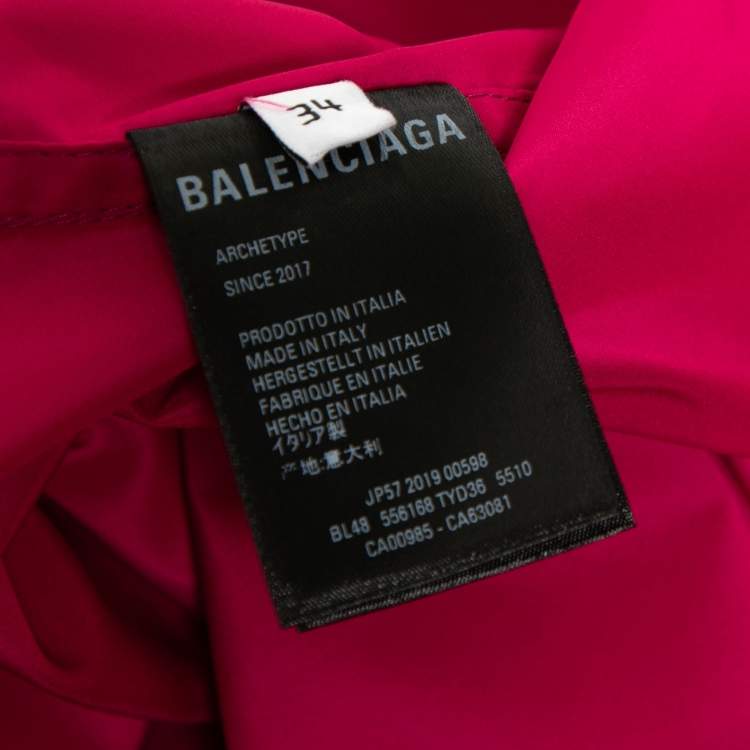 34
BALENCIAGA
ARCHETYPE
SINCE 2017
PRODOTTO IN ITALIA
MADE IN ITALY
HERGESTELLT IN ITALIEN
FABRIQUE EN ITALIE
HECHO EN ITALIA
イタリア製
产地:意大利
JP57 2019 00598
BL48 556168 TYD36 5510
CA00985 - CA63081